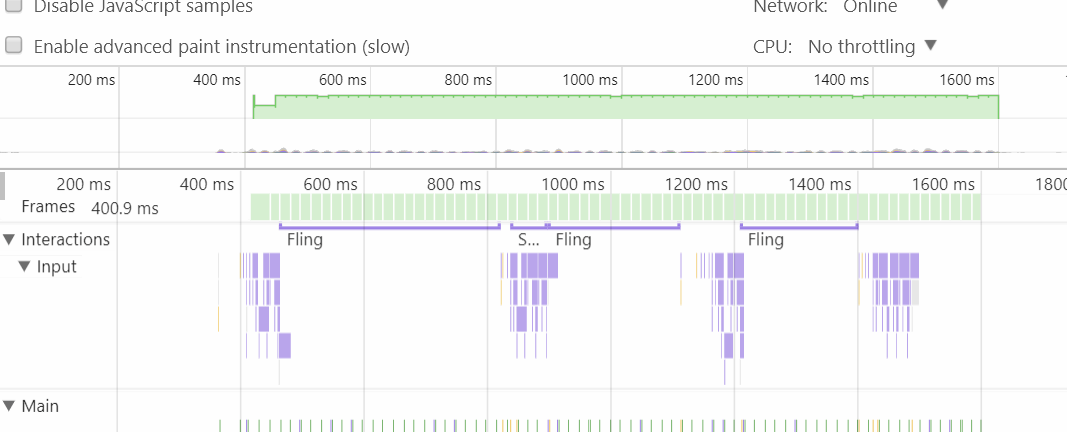 Disable JavaScript samples Network: Online
Enable advanced paint instrumentation (slow) CPU: No throttling
200 ms 400 ms 600 ms 800 ms 1000 ms 1200 ms 1400 ms 1600 ms
200 ms 400 ms 600 ms 800 ms 1000 ms 1200 ms 1400 ms 1600 ms 1800
Frames 400.9 ms
Interactions Fling S... Fling Fling
Input
Main